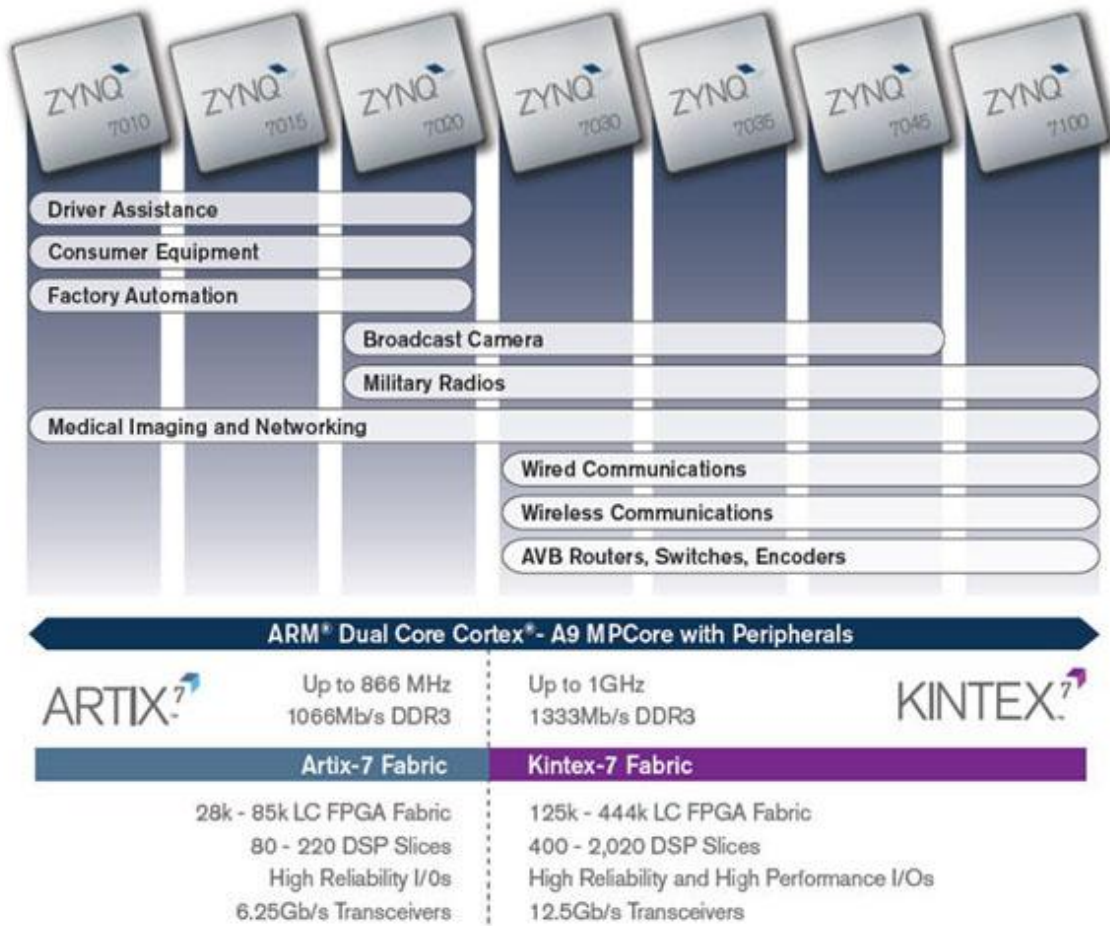 ZYNQ 7010
ZYNQ 7015
ZYNQ 7020
ZYNQ 7030
ZYNQ 7035
ZYNQ 7045
ZYNQ 7100
Driver Assistance
Consumer Equipment
Factory Automation
Broadcast Camera
Military Radios
Medical Imaging and Networking
Wired Communications
Wireless Communications
AVB Routers, Switches, Encoders
ARM® Dual Core Cortex®- A9 MPCore with Peripherals
ARTIX.7™
Up to 866 MHz
1066Mb/s DDR3
Up to 1GHz
1333Mb/s DDR3
KINTEX.7™
Artix-7 Fabric
Kintex-7 Fabric
28k - 85k LC FPGA Fabric
80 - 220 DSP Slices
High Reliability I/0s
6.25Gb/s Transceivers
125k - 444k LC FPGA Fabric
400 - 2,020 DSP Slices
High Reliability and High Performance I/Os
12.5Gb/s Transceivers